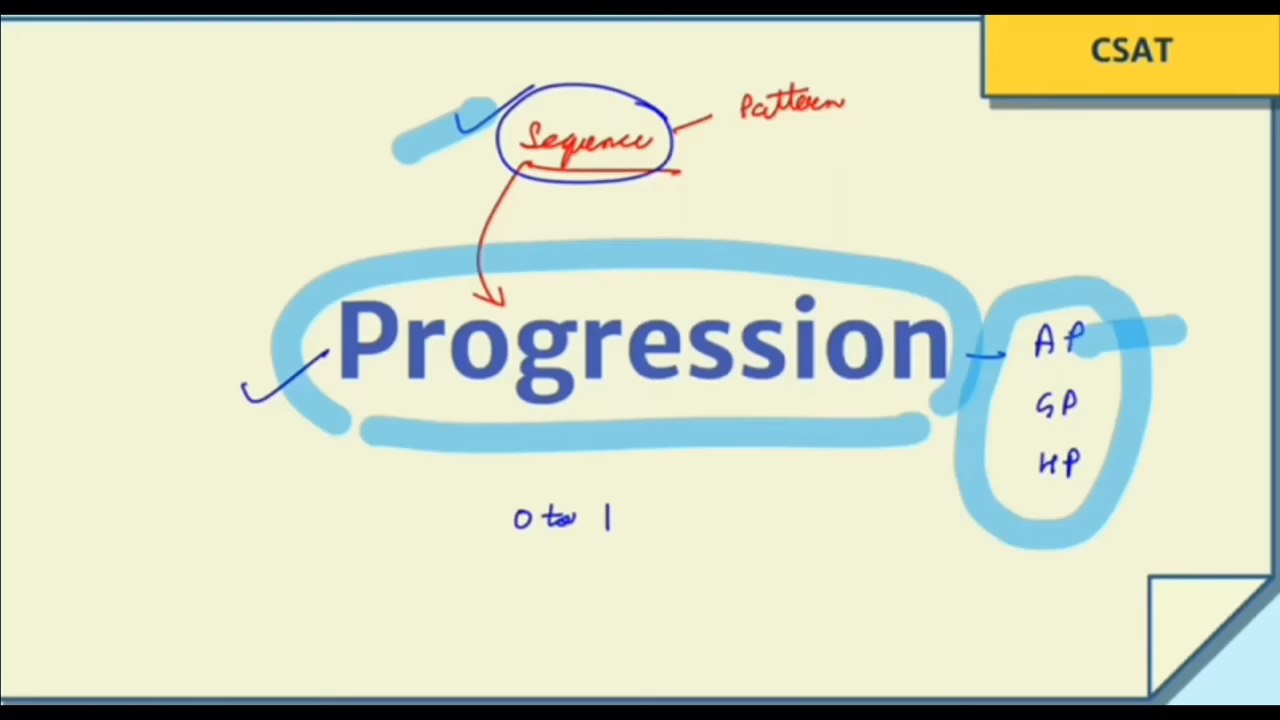 CSAT
Pattern
Sequence
Progression
AP
GP
HP
0 to 1